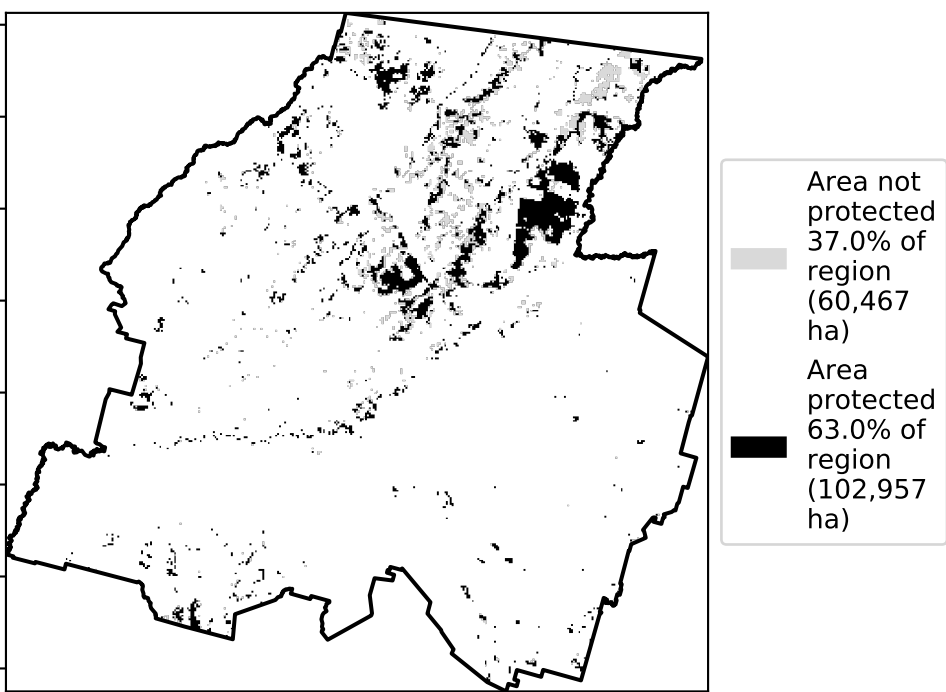 Area not
protected
37.0% of
region
(60,467
ha)
Area
protected
63.0% of
region
(102,957
ha)